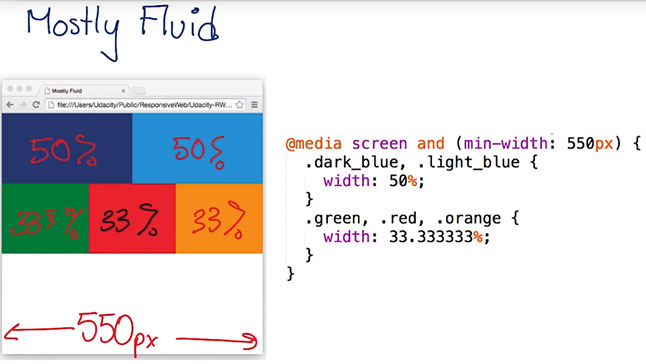 Mostly Fluid
Mostly Fluid
file:///Users/Udacity/Public/ResponsiveWeb/Udacity-RW...
50% 50%
33.3% 33% 33%
550px
@media screen and (min-width: 550px) {
.dark_blue, .light_blue {
width: 50%;
}
.green, .red, .orange {
width: 33.333333%;
}
}